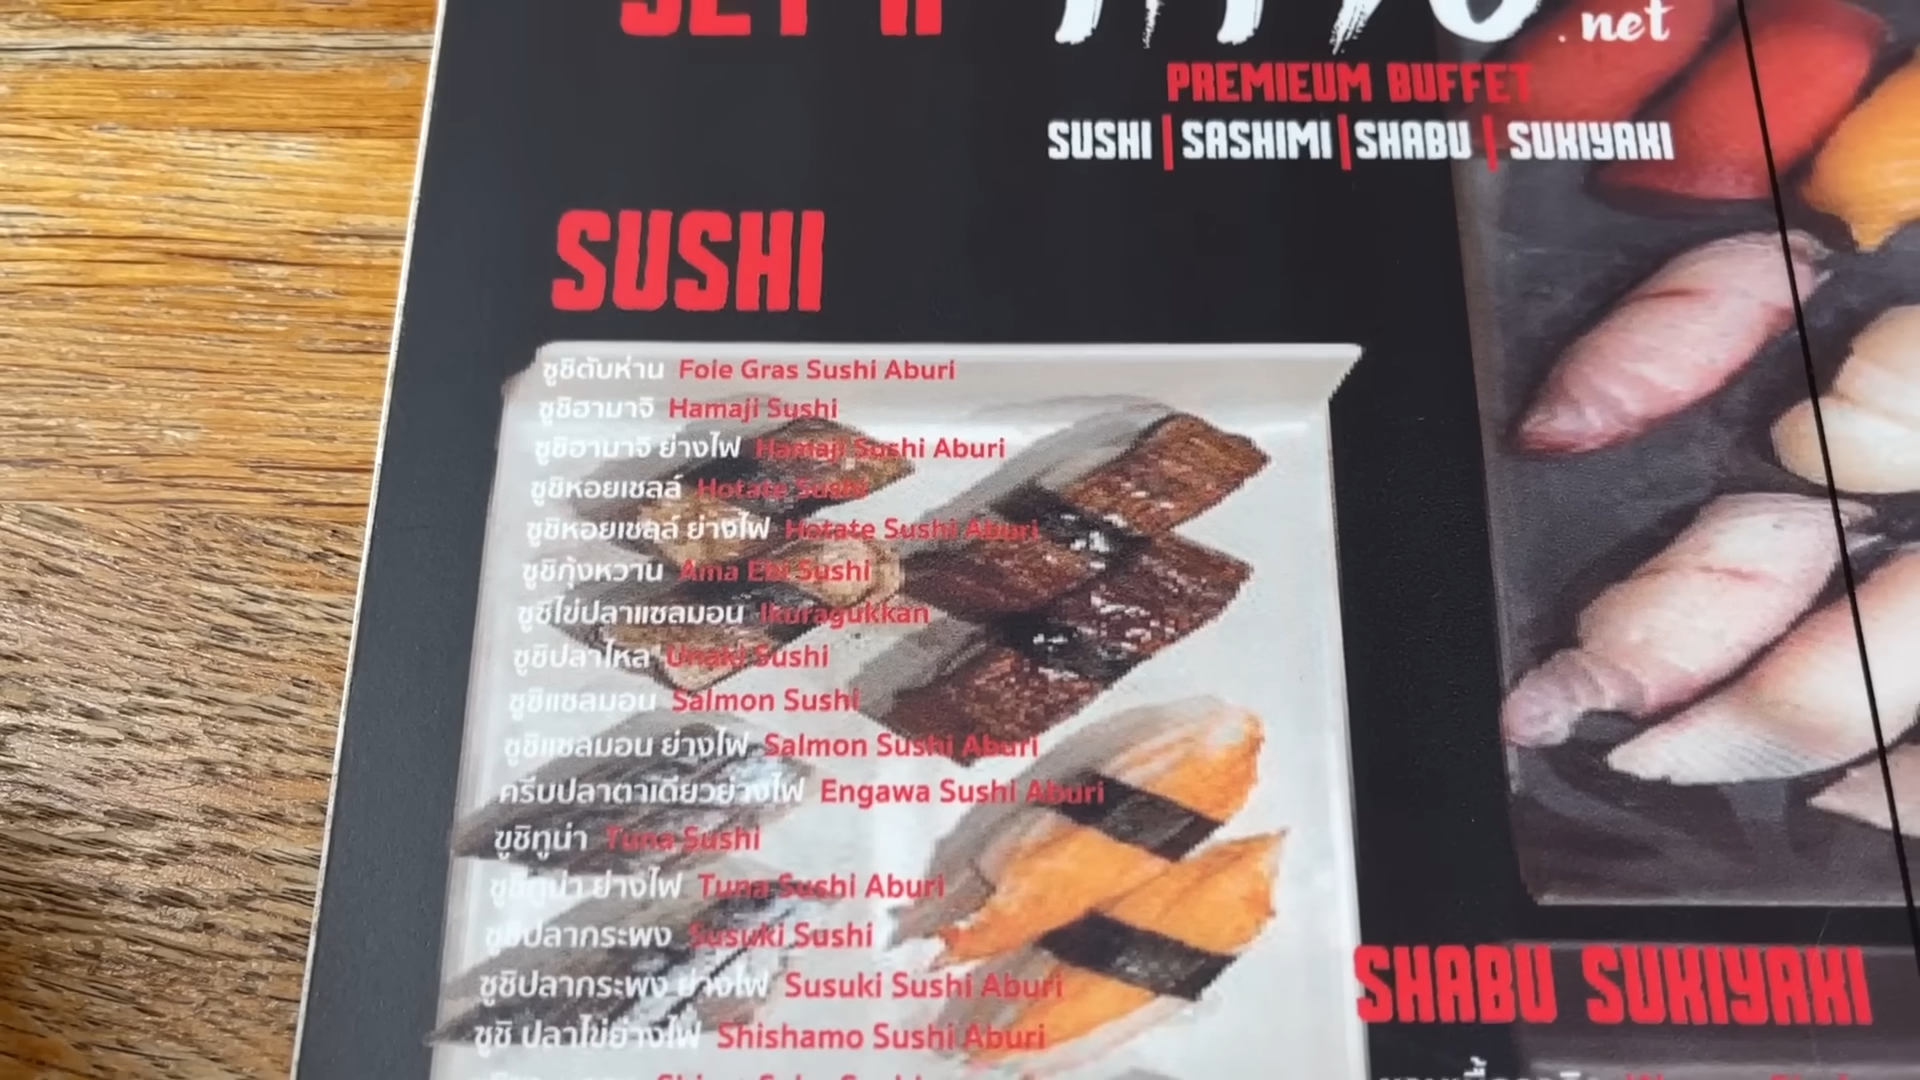 .net
PREMIEUM BUFFET
SUSHI | SASHIMI | SHABU | SUKIYAKI
SUSHI
ซูชิตับห่าน Foie Gras Sushi Aburi
ซูชิฮามาจิ Hamaji Sushi
ซูชิฮามาจิ ย่างไฟ Hamaji Sushi Aburi
ซูชิหอยเชลล์ Hotate Sushi
ซูชิหอยเชลล์ ย่างไฟ Hotate Sushi Aburi
ซูชิกุ้งหวาน Ama Ebi Sushi
ซูชิไข่ปลาแซลมอน Ikuragukkan
ซูชิปลาไหล Unaki Sushi
ซูชิแซลมอน Salmon Sushi
ซูชิแซลมอน ย่างไฟ Salmon Sushi Aburi
ครีบปลาตาเดียวย่างไฟ Engawa Sushi Aburi
ซูชิทูน่า Tuna Sushi
ซูชิทูน่า ย่างไฟ Tuna Sushi Aburi
ซูชิปลากระพง Susuki Sushi
ซูชิปลากระพง ย่างไฟ Susuki Sushi Aburi
ซูชิ ปลาไข่ย่างไฟ Shishamo Sushi Aburi
SHABU SUKIYAKI